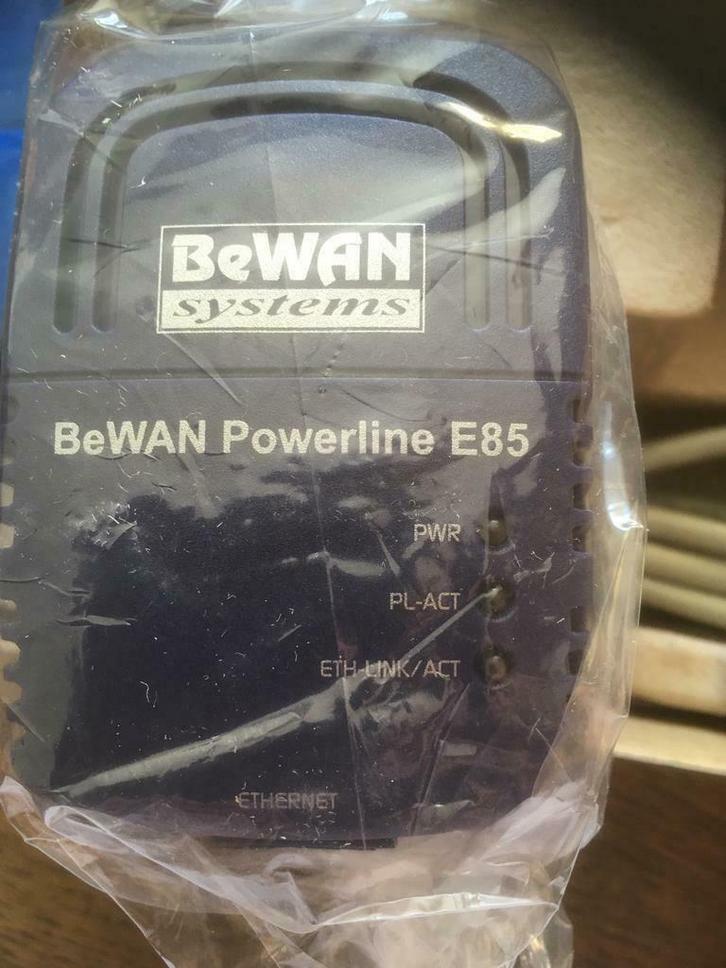 BeWAN
systems
BeWAN Powerline E85
PWR
PL-ACT
ETH-LINK/ACT
ETHERNET